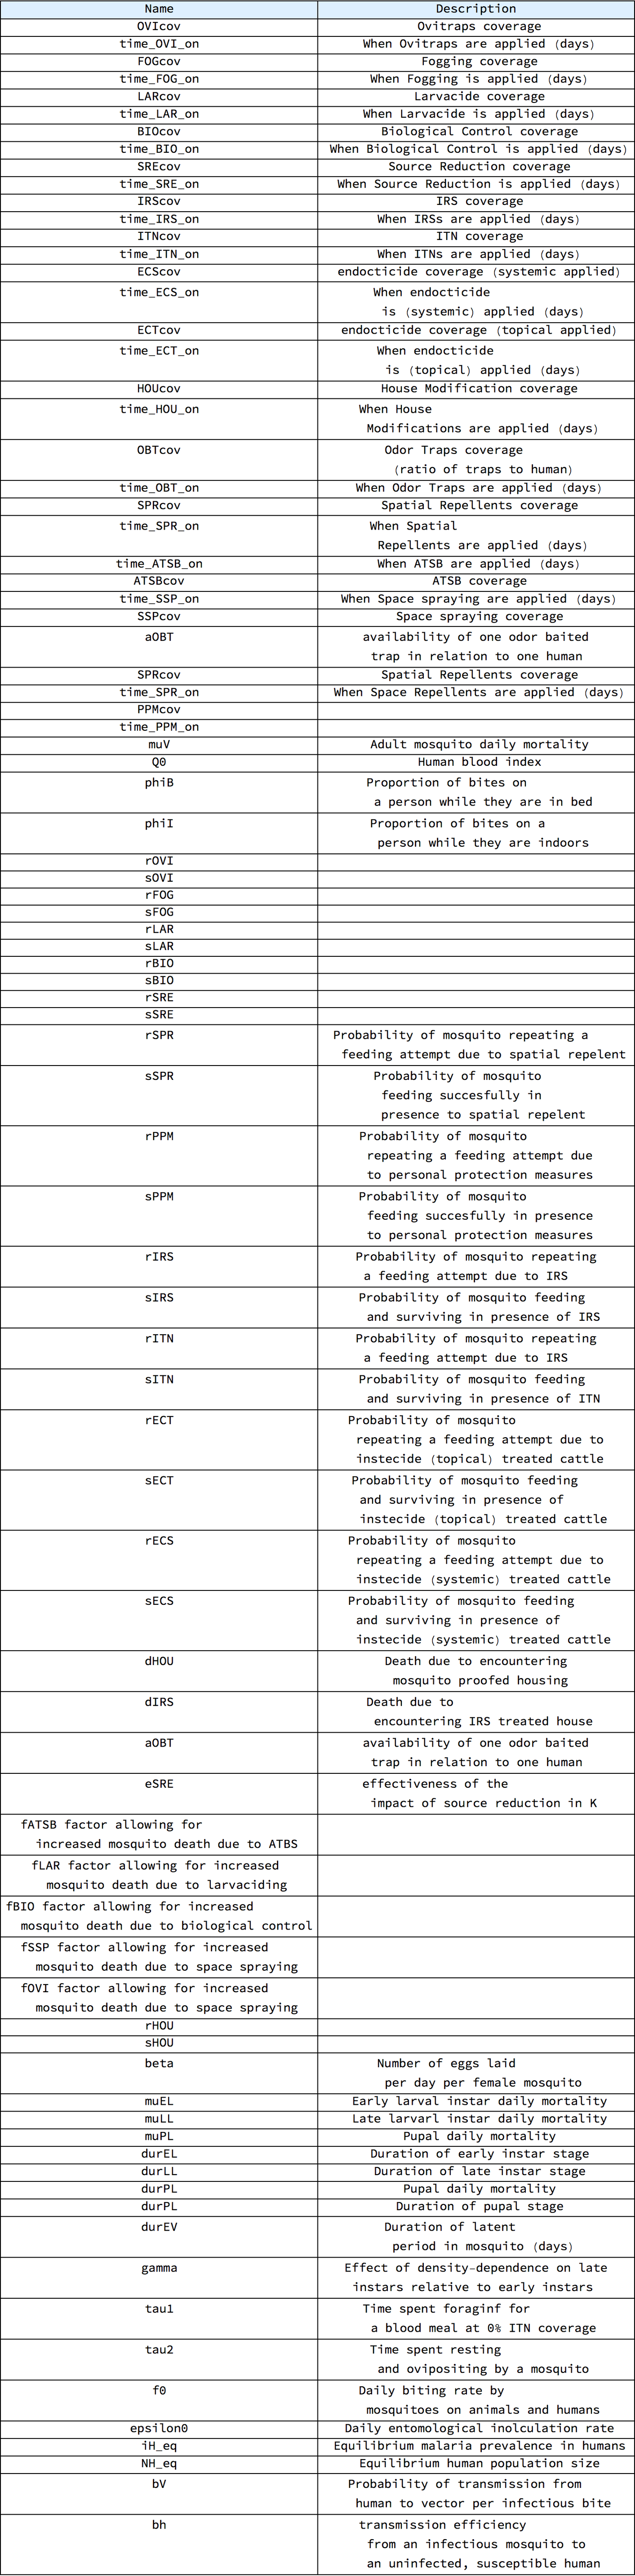 Name Description
OVIcov Ovitraps coverage
time_OVI_on When Ovitraps are applied (days)
FOGcov Fogging coverage
time_FOG_on When Fogging is applied (days)
LARcov Larvacide coverage
time_LAR_on When Larvacide is applied (days)
BIOcov Biological Control coverage
time_BIO_on When Biological Control is applied (days)
SREcov Source Reduction coverage
time_SRE_on When Source Reduction is applied (days)
IRScov IRS coverage
time_IRS_on When IRSs are applied (days)
ITNcov ITN coverage
time_ITN_on When ITNs are applied (days)
ECScov endocticide coverage (systemic applied)
time_ECS_on When endocticide
is (systemic) applied (days)
ECTcov endocticide coverage (topical applied)
time_ECT_on When endocticide
is (topical) applied (days)
HOUcov House Modification coverage
time_HOU_on When House
Modifications are applied (days)
OBTcov Odor Traps coverage
(ratio of traps to human)
time_OBT_on When Odor Traps are applied (days)
SPRcov Spatial Repellents coverage
time_SPR_on When Spatial
Repellents are applied (days)
time_ATSB_on When ATSB are applied (days)
ATSBcov ATSB coverage
time_SSP_on When Space spraying are applied (days)
SSPcov Space spraying coverage
aOBT availability of one odor baited
trap in relation to one human
SPRcov Spatial Repellents coverage
time_SPR_on When Space Repellents are applied (days)
PPMcov
time_PPM_on
muV Adult mosquito daily mortality
Q0 Human blood index
phiB Proportion of bites on
a person while they are in bed
phiI Proportion of bites on a
person while they are indoors
rOVI
sOVI
rFOG
sFOG
rLAR
sLAR
rBIO
sBIO
rSRE
sSRE
rSPR Probability of mosquito repeating a
feeding attempt due to spatial repelent
sSPR Probability of mosquito
feeding succesfully in
presence to spatial repelent
rPPM Probability of mosquito
repeating a feeding attempt due
to personal protection measures
sPPM Probability of mosquito
feeding succesfully in presence
to personal protection measures
rIRS Probability of mosquito repeating
a feeding attempt due to IRS
sIRS Probability of mosquito feeding
and surviving in presence of IRS
rITN Probability of mosquito repeating
a feeding attempt due to IRS
sITN Probability of mosquito feeding
and surviving in presence of ITN
rECT Probability of mosquito
repeating a feeding attempt due to
instecide (topical) treated cattle
sECT Probability of mosquito feeding
and surviving in presence of
instecide (topical) treated cattle
rECS Probability of mosquito
repeating a feeding attempt due to
instecide (systemic) treated cattle
sECS Probability of mosquito feeding
and surviving in presence of
instecide (systemic) treated cattle
dHOU Death due to encountering
mosquito proofed housing
dIRS Death due to
encountering IRS treated house
aOBT availability of one odor baited
trap in relation to one human
eSRE effectiveness of the
impact of source reduction in K
fATSB factor allowing for
increased mosquito death due to ATBS
fLAR factor allowing for increased
mosquito death due to larvaciding
fBIO factor allowing for increased
mosquito death due to biological control
fSSP factor allowing for increased
mosquito death due to space spraying
fOVI factor allowing for increased
mosquito death due to space spraying
rHOU
sHOU
beta Number of eggs laid
per day per female mosquito
muEL Early larval instar daily mortality
muLL Late larvarl instar daily mortality
muPL Pupal daily mortality
durEL Duration of early instar stage
durLL Duration of late instar stage
durPL Pupal daily mortality
durPL Duration of pupal stage
durEV Duration of latent
period in mosquito (days)
gamma Effect of density-dependence on late
instars relative to early instars
tau1 Time spent foraginf for
a blood meal at 0% ITN coverage
tau2 Time spent resting
and ovipositing by a mosquito
f0 Daily biting rate by
mosquitoes on animals and humans
epsilon0 Daily entomological inolculation rate
iH_eq Equilibrium malaria prevalence in humans
NH_eq Equilibrium human population size
bV Probability of transmission from
human to vector per infectious bite
bh transmission efficiency
from an infectious mosquito to
an uninfected, susceptible human